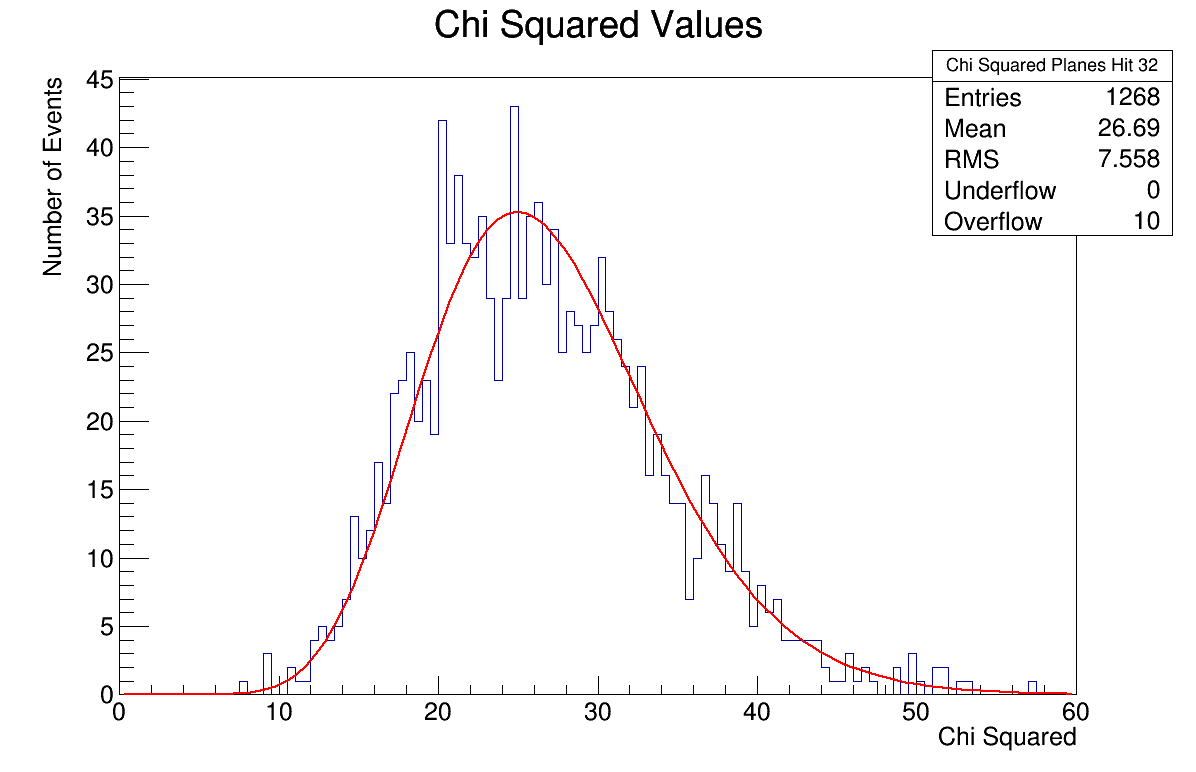 Chi Squared Values
Chi Squared Planes Hit 32
Entries 1268
Mean 26.69
RMS 7.558
Underflow 0
Overflow 10
Number of Events
45
40
35
30
25
20
15
10
5
0
0 10 20 30 40 50 60
Chi Squared